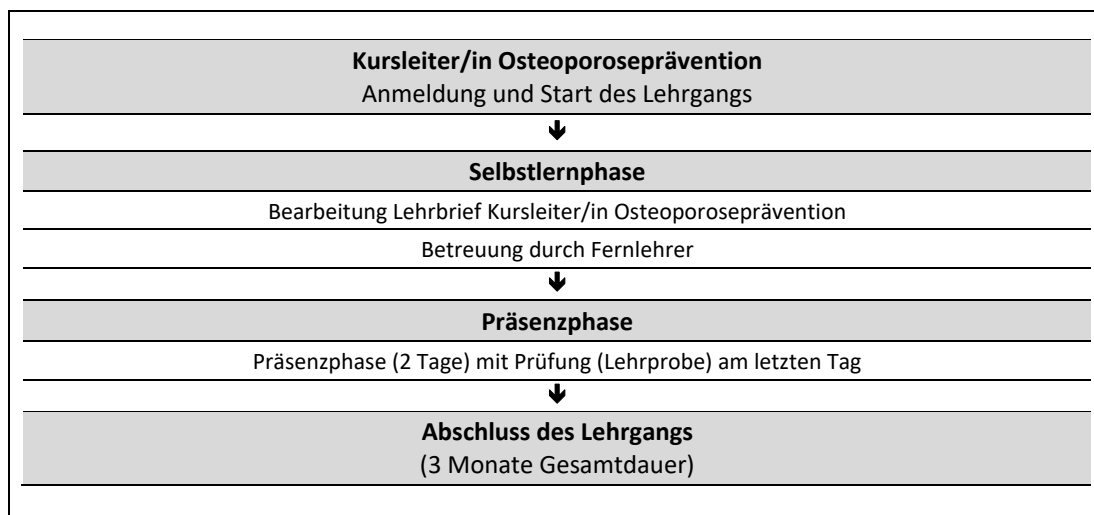 Kursleiter/in Osteoporoseprävention
Anmeldung und Start des Lehrgangs
Selbstlernphase
Bearbeitung Lehrbrief Kursleiter/in Osteoporoseprävention
Betreuung durch Fernlehrer
Präsenzphase
Präsenzphase (2 Tage) mit Prüfung (Lehrprobe) am letzten Tag
Abschluss des Lehrgangs
(3 Monate Gesamtdauer)